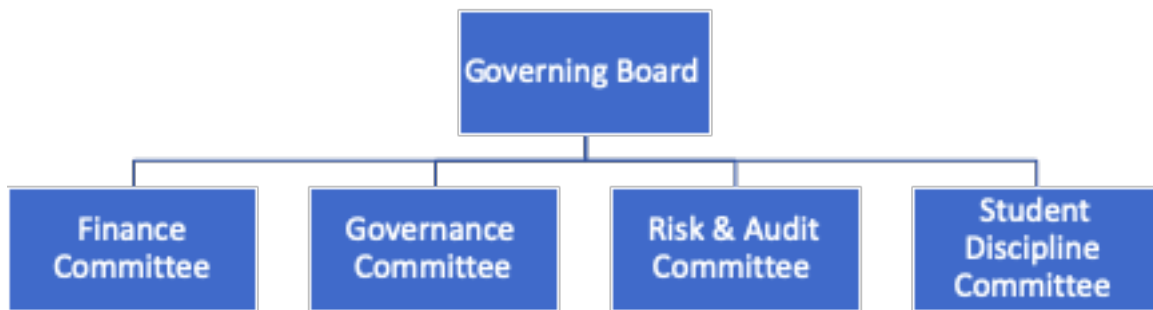 Governing Board
Finance
Committee
Governance
Committee
Risk & Audit
Committee
Student
Discipline
Committee